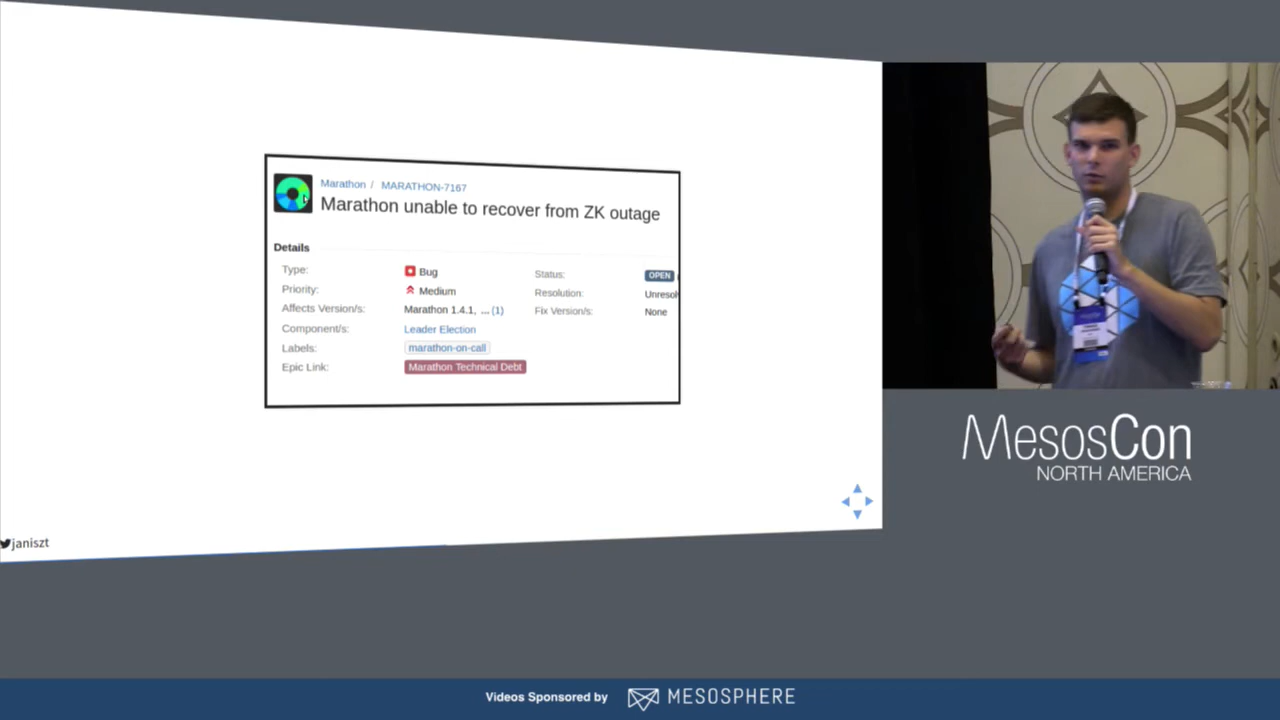 Marathon / MARATHON-7167
Marathon unable to recover from ZK outage
Details
Type: Bug Status: OPEN
Priority: Medium Resolution: Unresol
Affects Version/s: Marathon 1.4.1, ... (1) Fix Version/s: None
Component/s: Leader Election
Labels: marathon-on-call
Epic Link: Marathon Technical Debt
janiszt
MesosCon
NORTH AMERICA
Videos Sponsored by MESOSPHERE